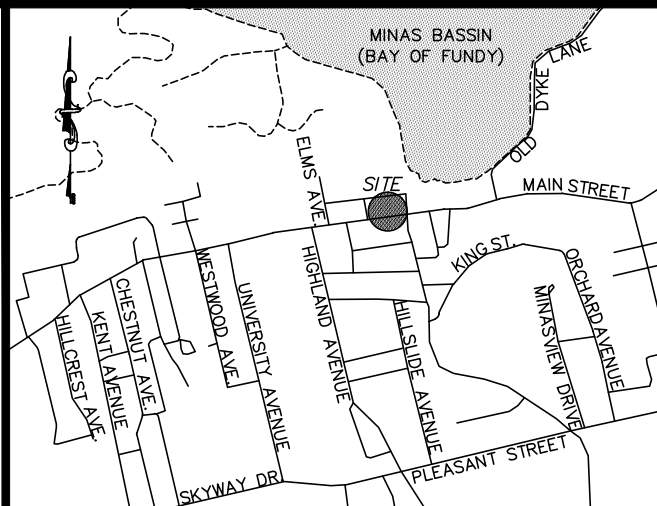 MINAS BASSIN
(BAY OF FUNDY)
OLD DYKE LANE
ELMS AVE.
SITE
MAIN STREET
KING ST.
WESTWOOD AVE.
HIGHLAND AVENUE
ORCHARD AVENUE
CHESTNUT AVE.
UNIVERSITY AVENUE
MINASVIEW DRIVE
HILLCREST AVE.
KENT AVENUE
HILLSLIDE AVENUE
PLEASANT STREET
SKYWAY DR.